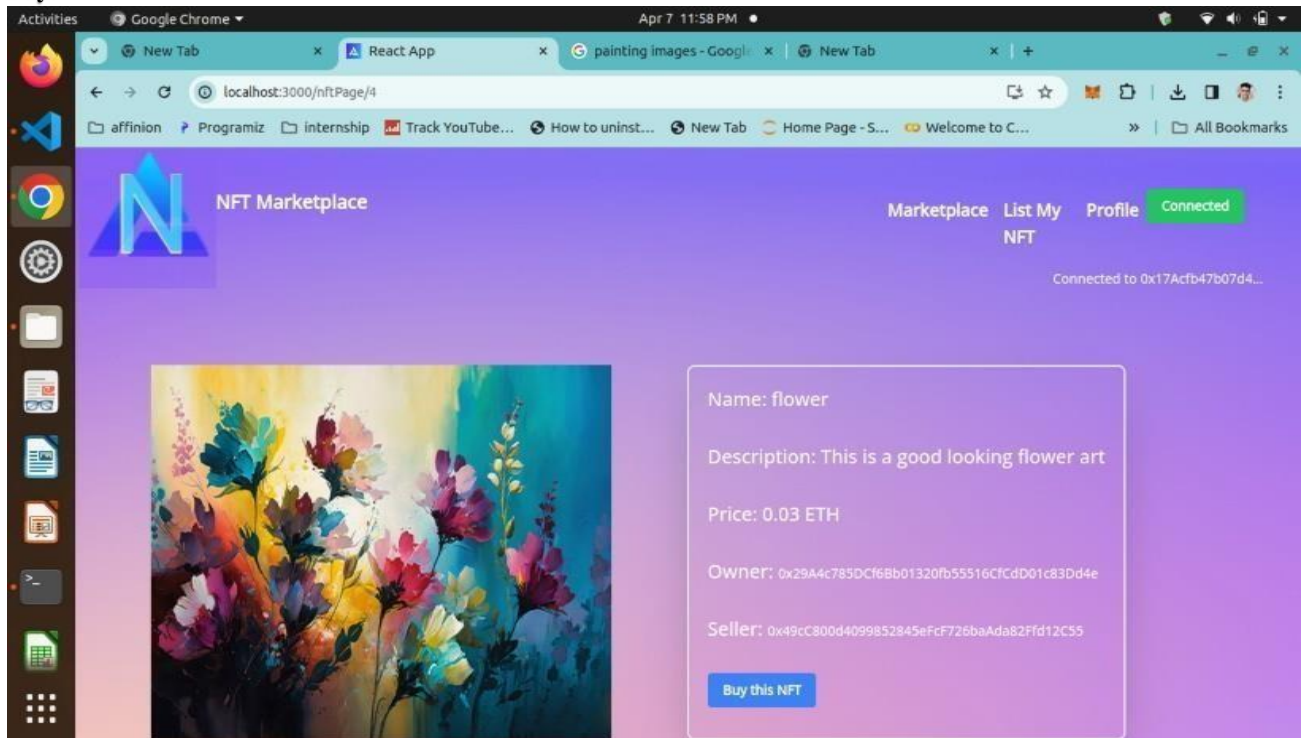 Activities Google Chrome Apr 7 11:58 PM
New Tab React App painting images - Google New Tab
localhost:3000/nftPage/4
affinion Programiz internship Track YouTube... How to uninst... New Tab Home Page - S... Welcome to C... » All Bookmarks
N NFT Marketplace
Marketplace List My NFT Profile Connected
Connected to 0x17Acfb47b07d4...
Name: flower
Description: This is a good looking flower art
Price: 0.03 ETH
Owner: 0x29A4c785DCf6Bb01320fb55516CfCdD01c83Dd4e
Seller: 0x49cC800d4099852845eFcF726baAda82Ffd12C55
Buy this NFT